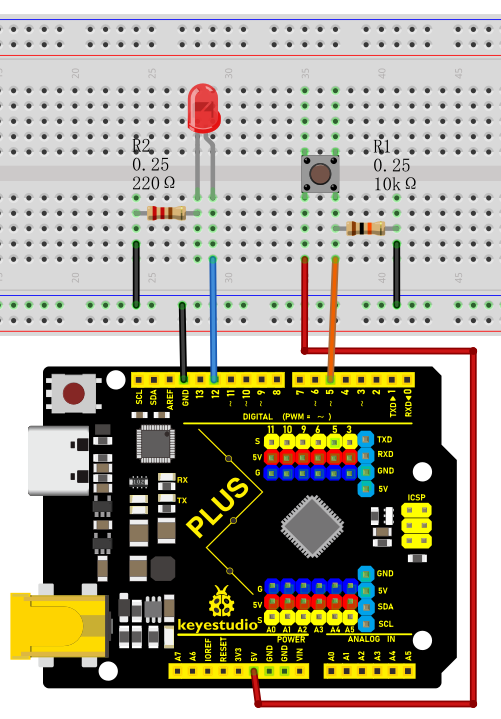 25
30
35
40
45
R2
0.25
220 Ω
R1
0.25
10k Ω
20
25
30
35
40
45
SCL
SDA
AREF
GND
13
12
~11
~10
~9
8
7
~6
~5
4
~3
2
TXD▶1
RXD◀0
DIGITAL (PWM = ~ )
11 10 9 6 5 3
S
5V
G
TXD
RXD
GND
5V
RX
TX
PLUS
ICSP
GND
5V
SDA
SCL
G
5V
S
keyestudio
A0 A1 A2 A3 A4 A5
POWER
ANALOG IN
A7
A6
IOREF
RESET
3V3
5V
GND
GND
VIN
A0
A1
A2
A3
A4
A5